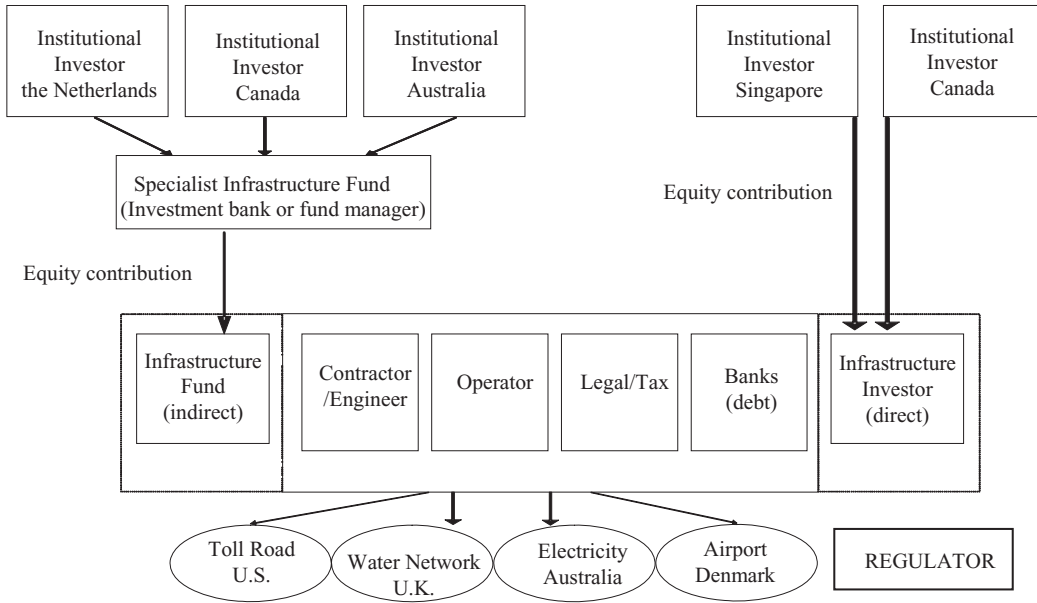 Institutional
Investor
the Netherlands
Institutional
Investor
Canada
Institutional
Investor
Australia
Institutional
Investor
Singapore
Institutional
Investor
Canada
Specialist Infrastructure Fund
(Investment bank or fund manager)
Equity contribution
Equity contribution
Infrastructure
Fund
(indirect)
Contractor
/Engineer
Operator
Legal/Tax
Banks
(debt)
Infrastructure
Investor
(direct)
Toll Road
U.S.
Water Network
U.K.
Electricity
Australia
Airport
Denmark
REGULATOR